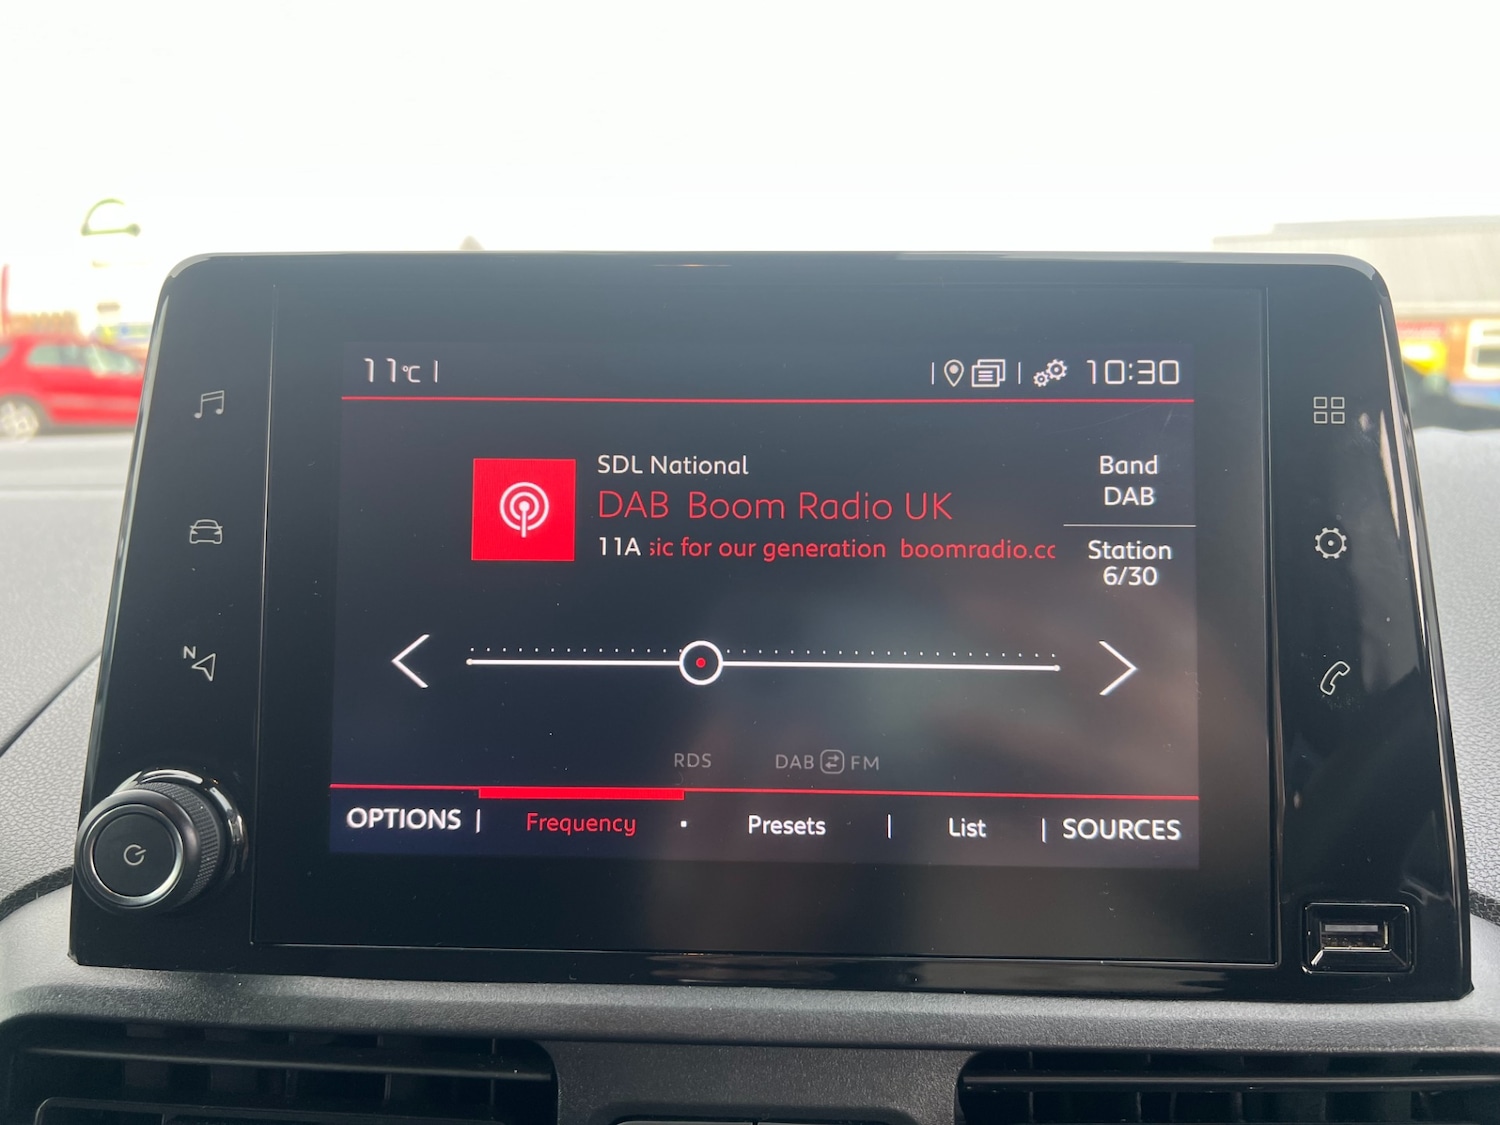 11°C
10:30
SDL National
DAB Boom Radio UK
11A sic for our generation boomradio.cc
Band
DAB
Station
6/30
N
RDS
DAB FM
OPTIONS Frequency Presets List SOURCES